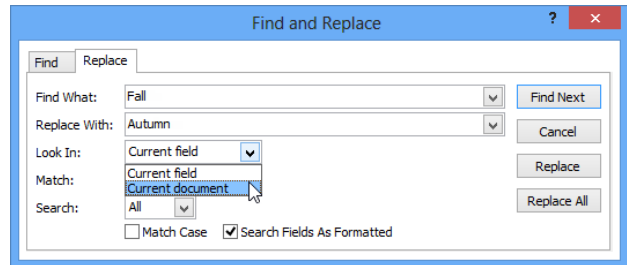 Find and Replace ? ×
Find Replace
Find What: Fall Find Next
Replace With: Autumn Cancel
Look In: Current field
Current field Replace
Match: Current document
Search: All Replace All
Match Case Search Fields As Formatted